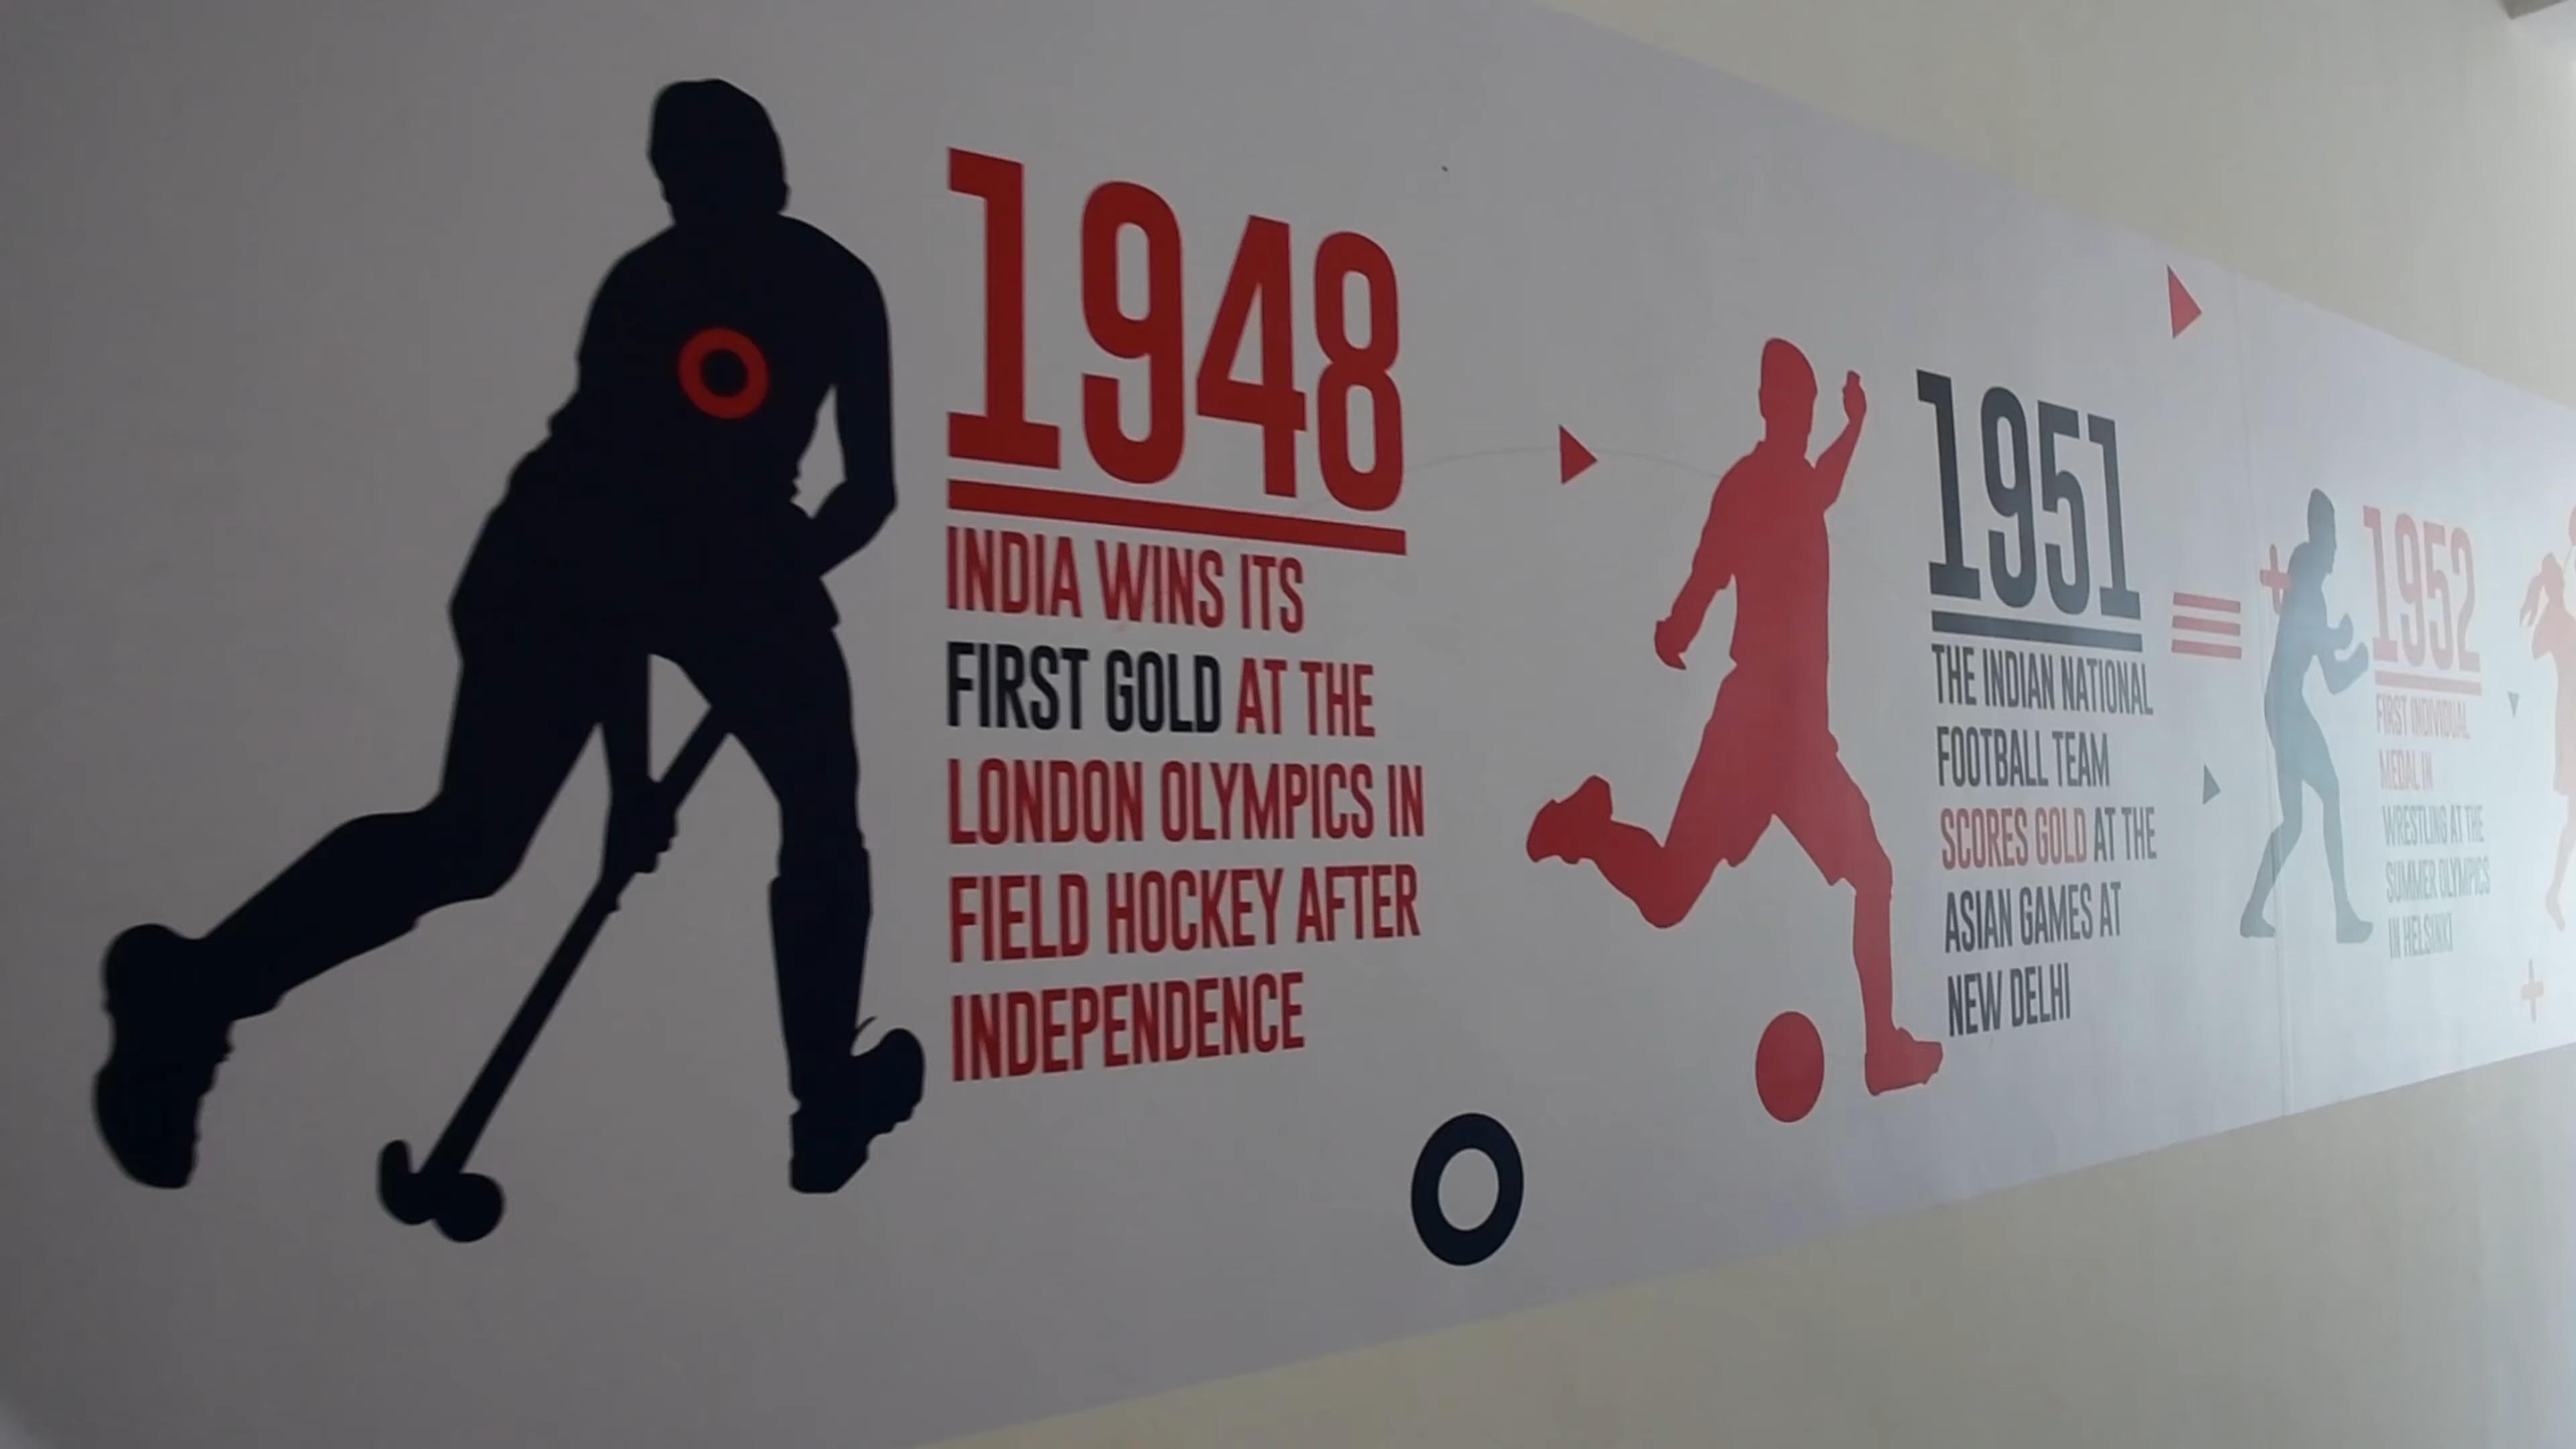 1948
INDIA WINS ITS
FIRST GOLD AT THE
LONDON OLYMPICS IN
FIELD HOCKEY AFTER
INDEPENDENCE
1951
THE INDIAN NATIONAL
FOOTBALL TEAM
SCORES GOLD AT THE
ASIAN GAMES AT
NEW DELHI
1952
FIRST INDIVIDUAL
MEDAL IN
WRESTLING AT THE
SUMMER OLYMPICS
IN HELSINKI